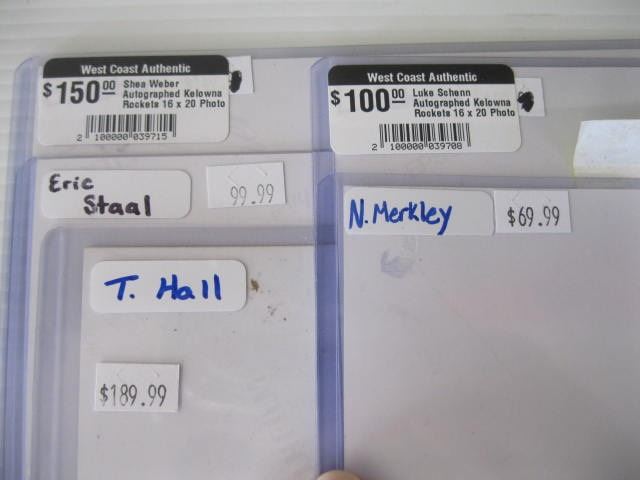 West Coast Authentic
$150 00 Shea Weber
Autographed Kelowna
Rockets 16 x 20 Photo
2 100000 039715
West Coast Authentic
$100 00 Luke Schenn
Autographed Kelowna
Rockets 16 x 20 Photo
2 100000 039708
Eric
Staal
99.99
N. Merkley
$69.99
T. Hall
$189.99